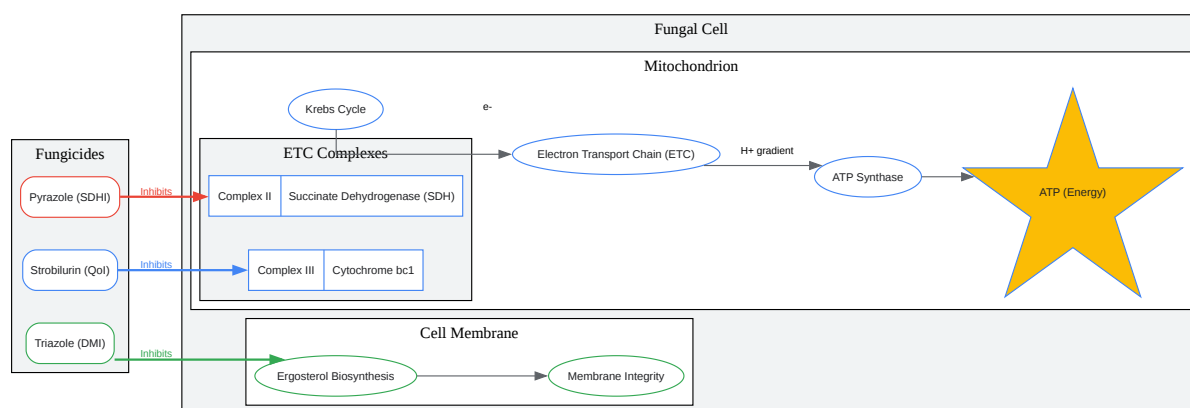 Fungal Cell
Mitochondrion
Krebs Cycle
e-
Fungicides
ETC Complexes
Electron Transport Chain (ETC)
H+ gradient
ATP Synthase
ATP (Energy)
Pyrazole (SDHI)
Inhibits
Complex II
Succinate Dehydrogenase (SDH)
Strobilurin (QoI)
Inhibits
Complex III
Cytochrome bc1
Cell Membrane
Triazole (DMI)
Inhibits
Ergosterol Biosynthesis
Membrane Integrity